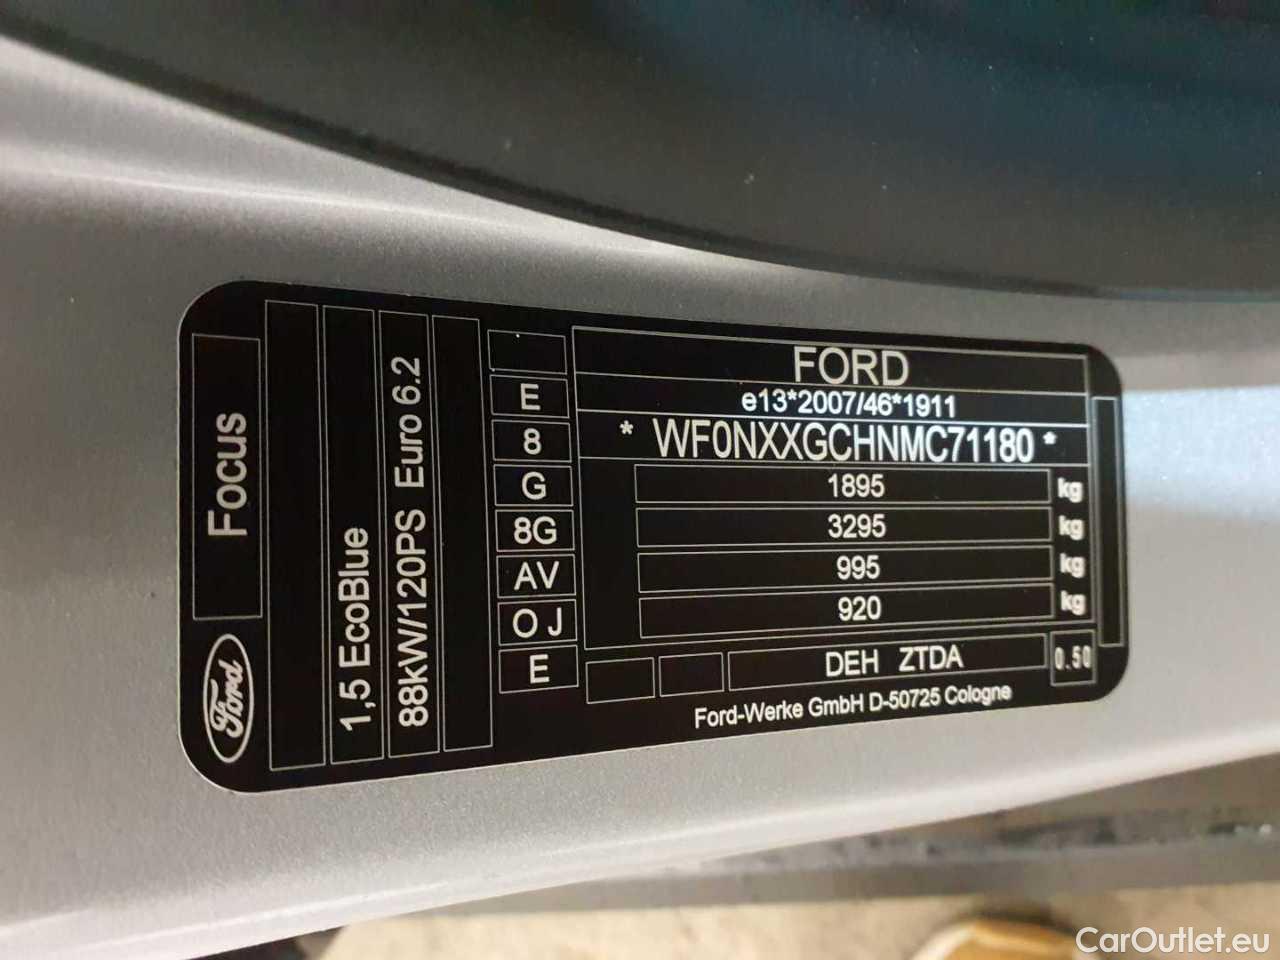 FORD
e13*2007/46*1911
* WF0NXXGCHNMC71180 *
1895 kg
3295 kg
995 kg
920 kg
DEH ZTDA 0.50
Ford-Werke GmbH D-50725 Cologne
E
8
G
8G
AV
O J
E
Ford Focus
1,5 EcoBlue
88kW/120PS Euro 6.2
CarOutlet.eu